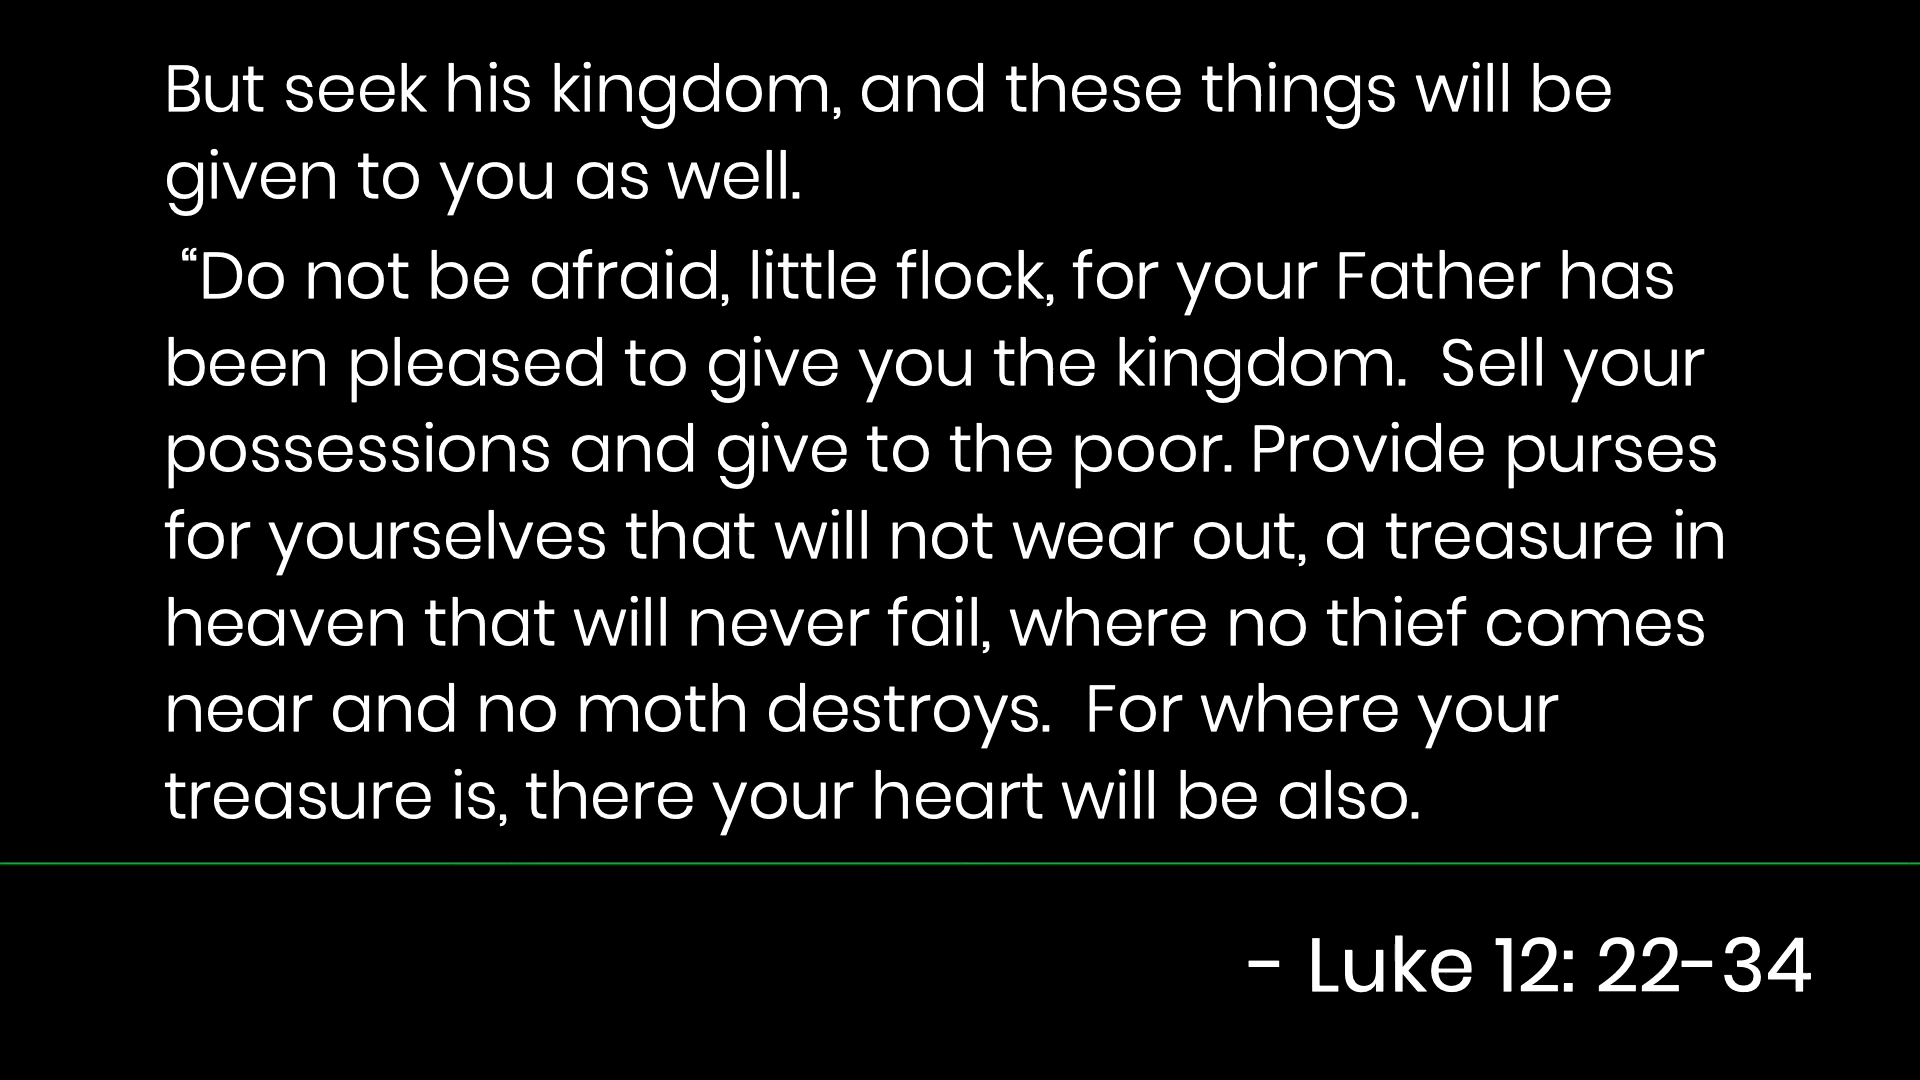 But seek his kingdom, and these things will be
given to you as well.
“Do not be afraid, little flock, for your Father has
been pleased to give you the kingdom.  Sell your
possessions and give to the poor. Provide purses
for yourselves that will not wear out, a treasure in
heaven that will never fail, where no thief comes
near and no moth destroys.  For where your
treasure is, there your heart will be also.
- Luke 12: 22-34